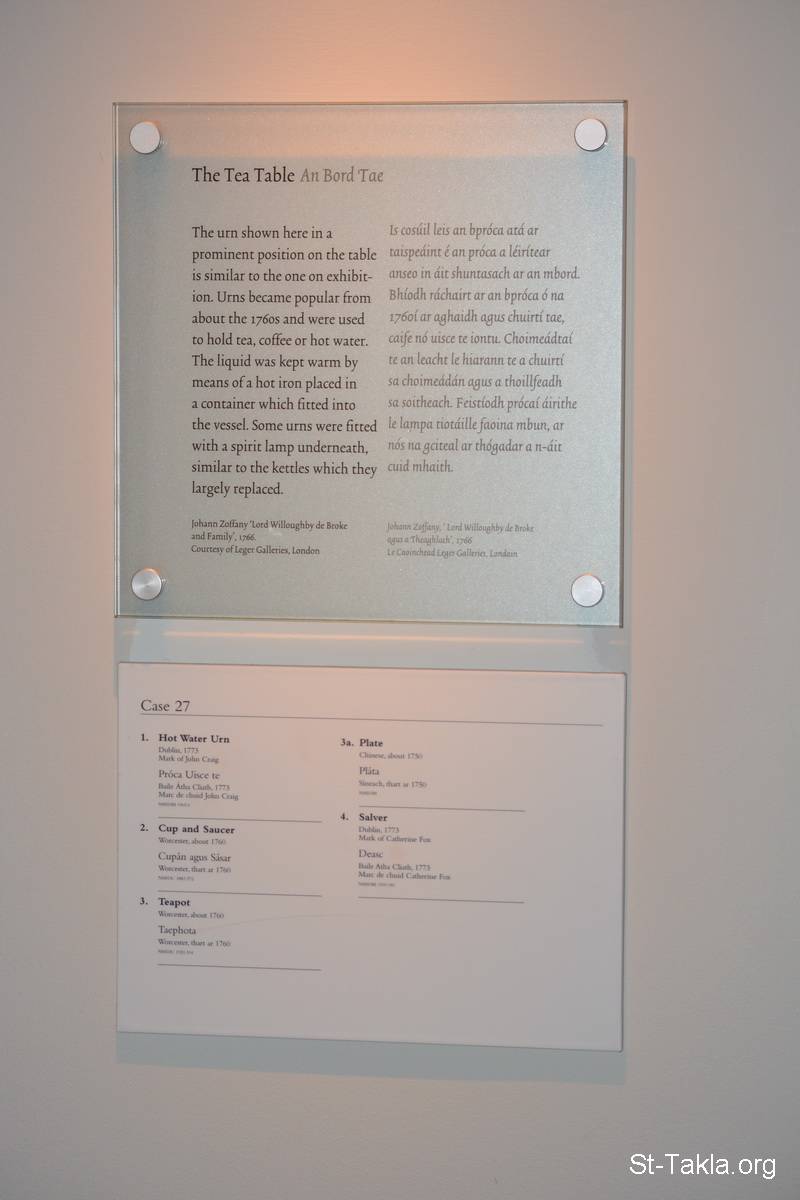 The Tea Table An Bord Tae
The urn shown here in a
prominent position on the table
is similar to the one on exhibit-
ion. Urns became popular from
about the 1760s and were used
to hold tea, coffee or hot water.
The liquid was kept warm by
means of a hot iron placed in
a container which fitted into
the vessel. Some urns were fitted
with a spirit lamp underneath,
similar to the kettles which they
largely replaced.
Johann Zoffany 'Lord Willoughby de Broke
and Family', 1766.
Courtesy of Leger Galleries, London
Is cosúil leis an bpróca atá ar
taispeáint é an próca a léirítear
anseo in áit shuntasach ar an mbord.
Bhíodh ráchairt ar an bpróca ó na
1760í ar aghaidh agus chuirtí tae,
caife nó uisce te iontu. Choimeádtaí
te an leacht le hiarann te a chuirtí
sa choimeádán agus a thoillfeadh
sa soitheach. Feistíodh prócaí áirithe
le lampa tiotáille faoina mbun, ar
nós na gciteal ar thógadar a n-áit
cuid mhaith.
Johann Zoffany, ' Lord Willoughby de Broke
agus a Theaghlach', 1766
Le Caoinchead Leger Galleries, Londain
Case 27
1. Hot Water Urn
Dublin, 1773
Mark of John Craig
Próca Uisce te
Baile Átha Cliath, 1773
Marc de chuid John Craig
2. Cup and Saucer
Worcester, about 1760
Cupán agus Sásar
Worcester, thart ar 1760
3. Teapot
Worcester, about 1760
Taephota
Worcester, thart ar 1760
3a. Plate
Chinese, about 1750
Pláta
Síneach, thart ar 1750
4. Salver
Dublin, 1773
Mark of Catherine Fox
Deasc
Baile Átha Cliath, 1773
Marc de chuid Catherine Fox
St-Takla.org